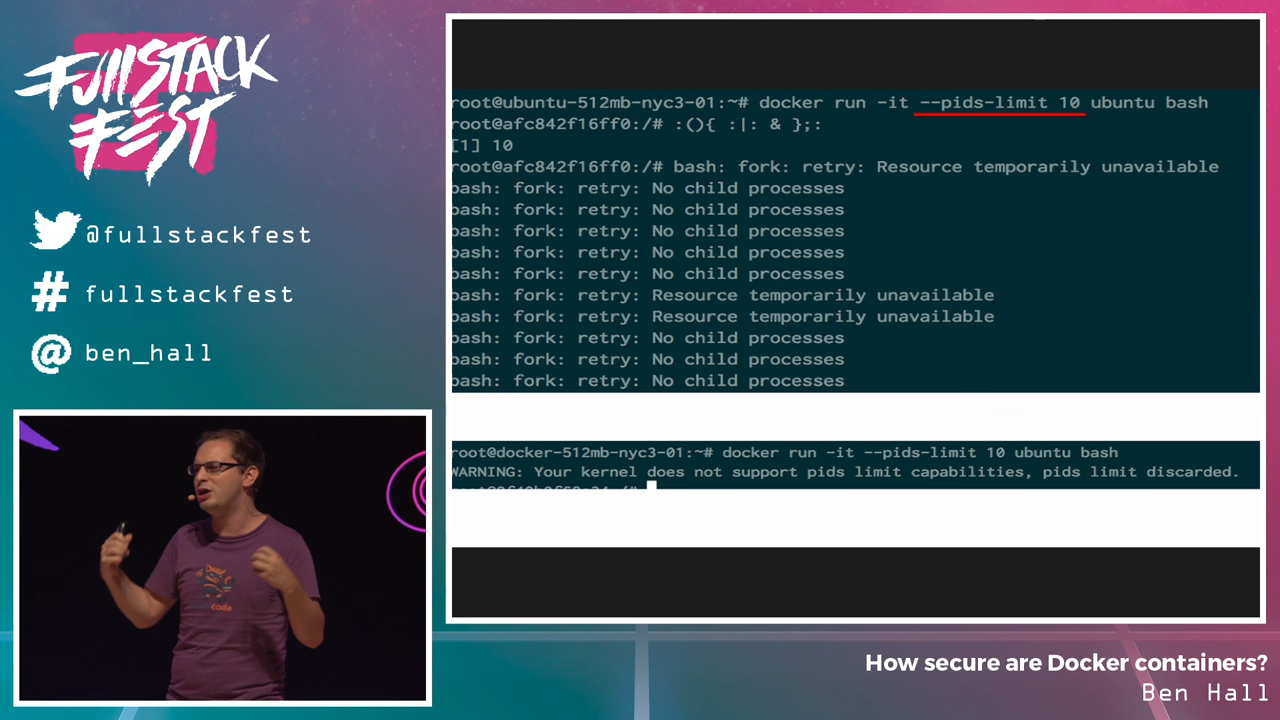 FullSTACK
FEST
@fullstackfest
# fullstackfest
@ ben_hall
root@ubuntu-512mb-nyc3-01:~# docker run -it --pids-limit 10 ubuntu bash
root@afc842f16ff0:/# :(){ :|: & };:
[1] 10
root@afc842f16ff0:/# bash: fork: retry: Resource temporarily unavailable
bash: fork: retry: No child processes
bash: fork: retry: No child processes
bash: fork: retry: No child processes
bash: fork: retry: No child processes
bash: fork: retry: No child processes
bash: fork: retry: Resource temporarily unavailable
bash: fork: retry: Resource temporarily unavailable
bash: fork: retry: No child processes
bash: fork: retry: No child processes
bash: fork: retry: No child processes
root@docker-512mb-nyc3-01:~# docker run -it --pids-limit 10 ubuntu bash
WARNING: Your kernel does not support pids limit capabilities, pids limit discarded.
How secure are Docker containers?
Ben Hall